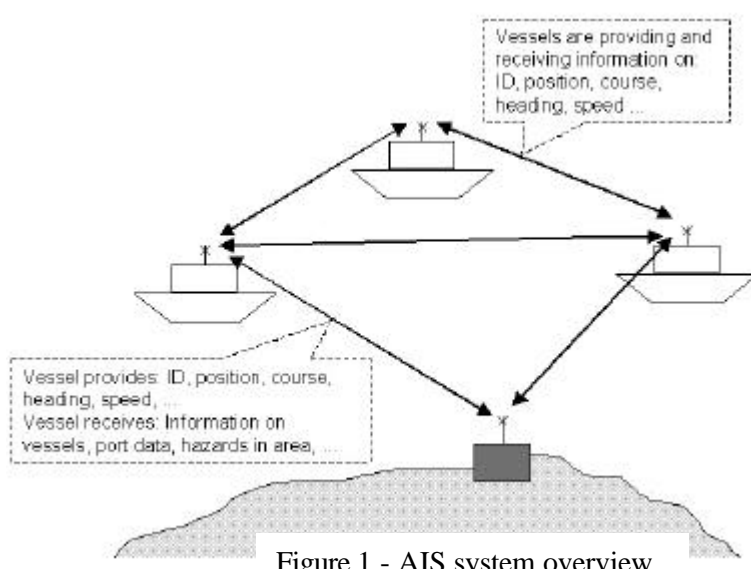 Vessels are providing and
receiving information on:
ID, position, course,
heading, speed ...
Vessel provides: ID, position, course,
heading, speed, ...
Vessel receives: Information on
vessels, port data, hazards in area, ...
Figure 1 - AIS system overview